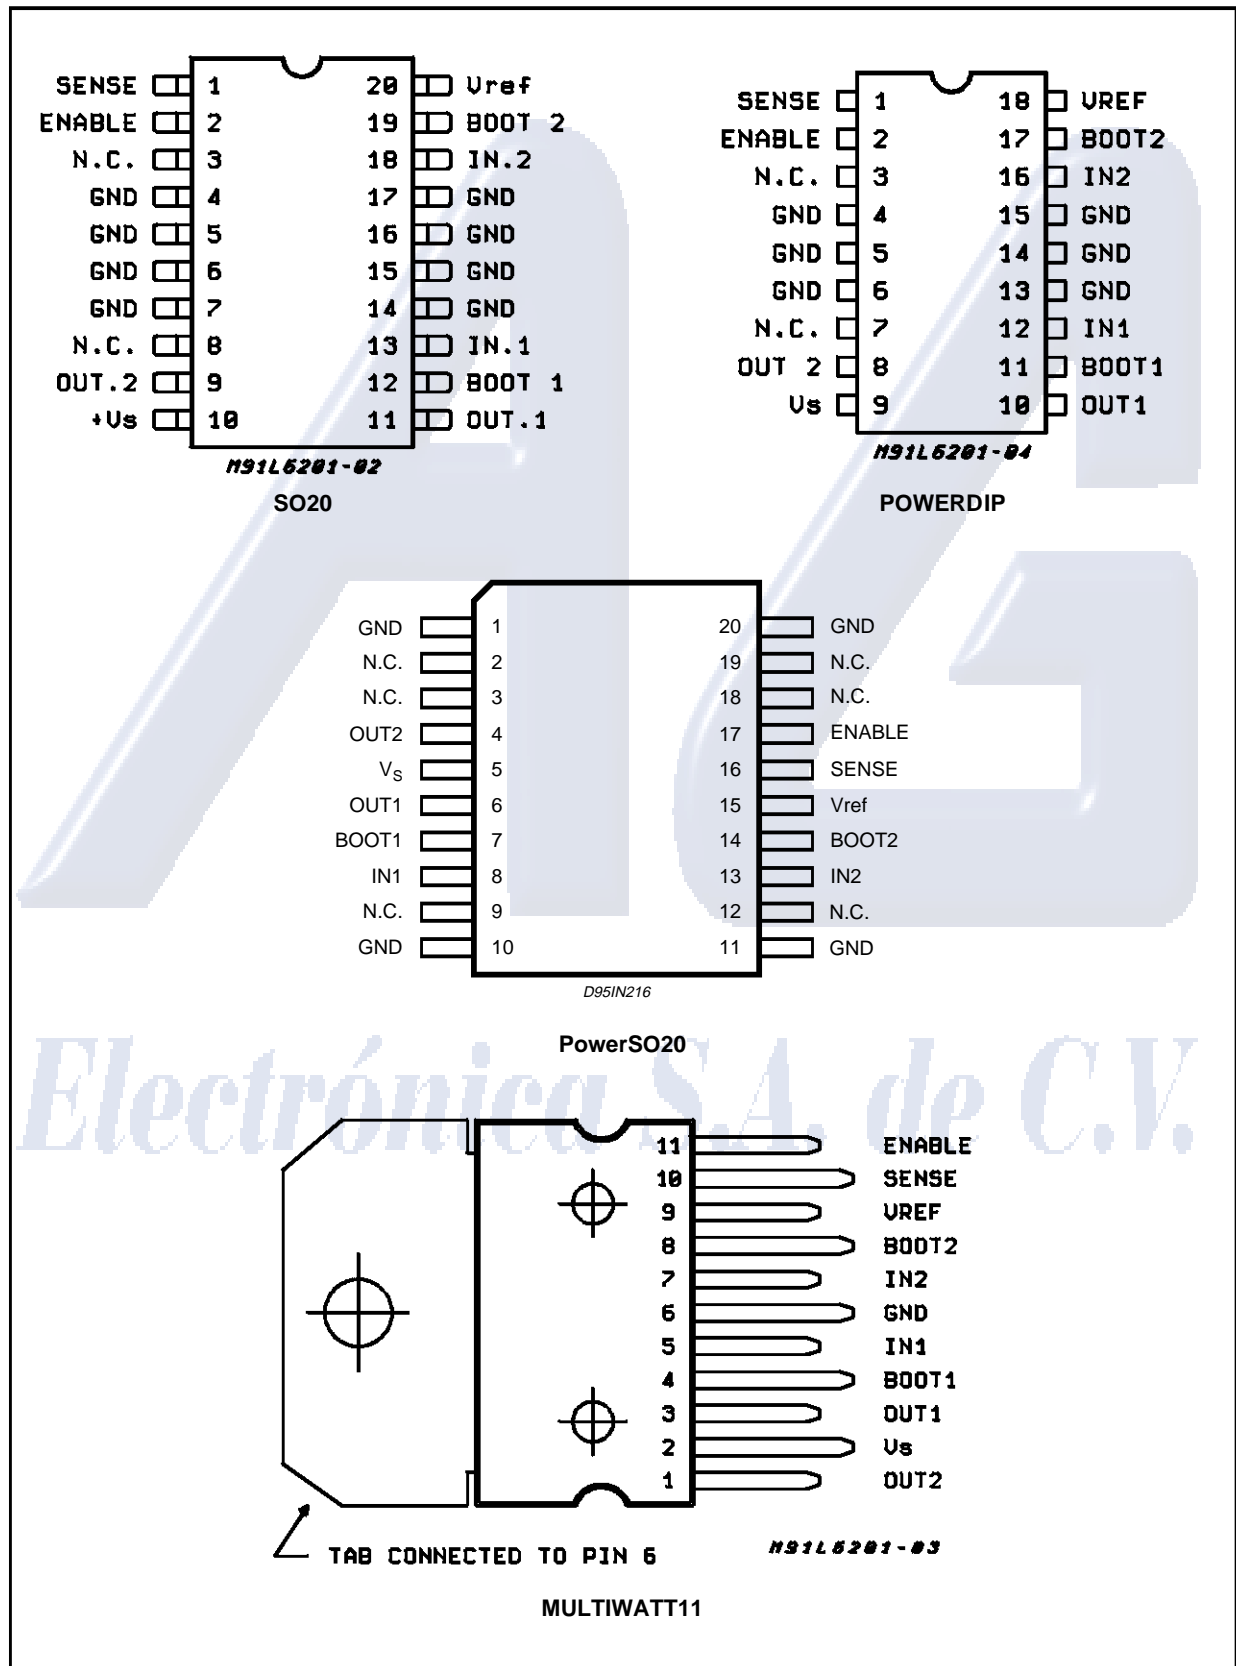 SENSE 1 20 Vref
ENABLE 2 19 BOOT 2
N.C. 3 18 IN.2
GND 4 17 GND
GND 5 16 GND
GND 6 15 GND
GND 7 14 GND
N.C. 8 13 IN.1
OUT.2 9 12 BOOT 1
+Vs 10 11 OUT.1
M91L6201-02
SO20
SENSE 1 18 VREF
ENABLE 2 17 BOOT2
N.C. 3 16 IN2
GND 4 15 GND
GND 5 14 GND
GND 6 13 GND
N.C. 7 12 IN1
OUT 2 8 11 BOOT1
Vs 9 10 OUT1
M91L6201-04
POWERDIP
GND 1 20 GND
N.C. 2 19 N.C.
N.C. 3 18 N.C.
OUT2 4 17 ENABLE
VS 5 16 SENSE
OUT1 6 15 Vref
BOOT1 7 14 BOOT2
IN1 8 13 IN2
N.C. 9 12 N.C.
GND 10 11 GND
D95IN216
PowerSO20
AG
Electrónica S.A. de C.V.
11 ENABLE
10 SENSE
9 VREF
8 BOOT2
7 IN2
6 GND
5 IN1
4 BOOT1
3 OUT1
2 Vs
1 OUT2
TAB CONNECTED TO PIN 6
M91L6201-03
MULTIWATT11